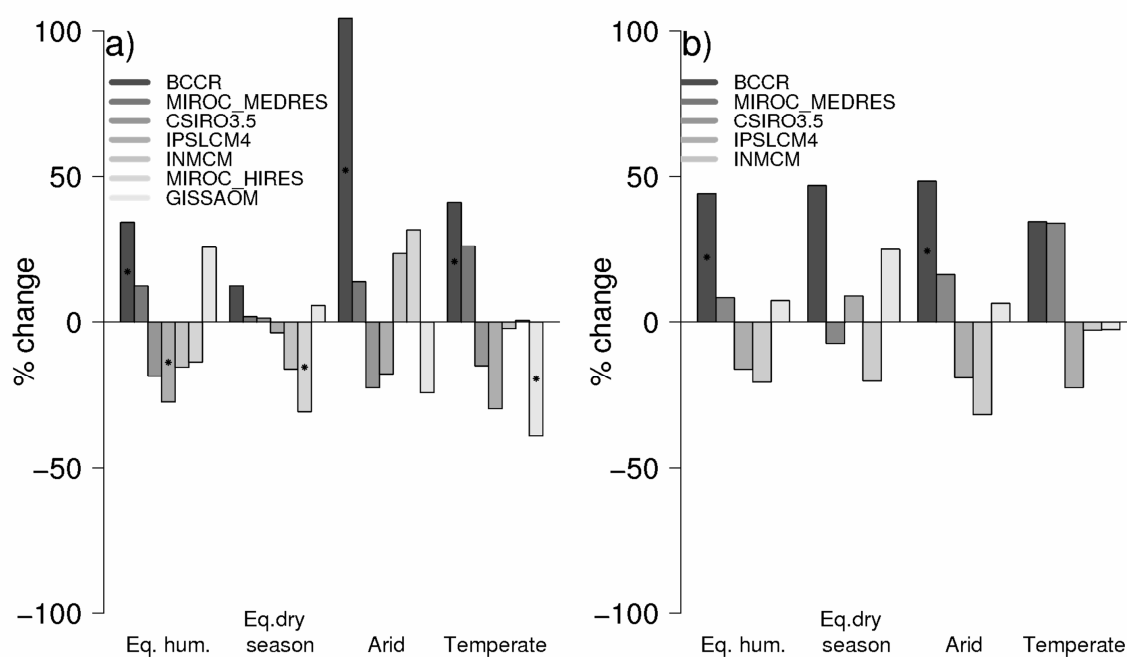 a)
% change
100
50
0
−50
−100
BCCR
MIROC_MEDRES
CSIRO3.5
IPSLCM4
INMCM
MIROC_HIRES
GISSAOM
*
*
*
*
*
*
Eq. hum.
Eq.dry
season
Arid
Temperate
b)
% change
100
50
0
−50
−100
BCCR
MIROC_MEDRES
CSIRO3.5
IPSLCM4
INMCM
*
*
Eq. hum.
Eq.dry
season
Arid
Temperate